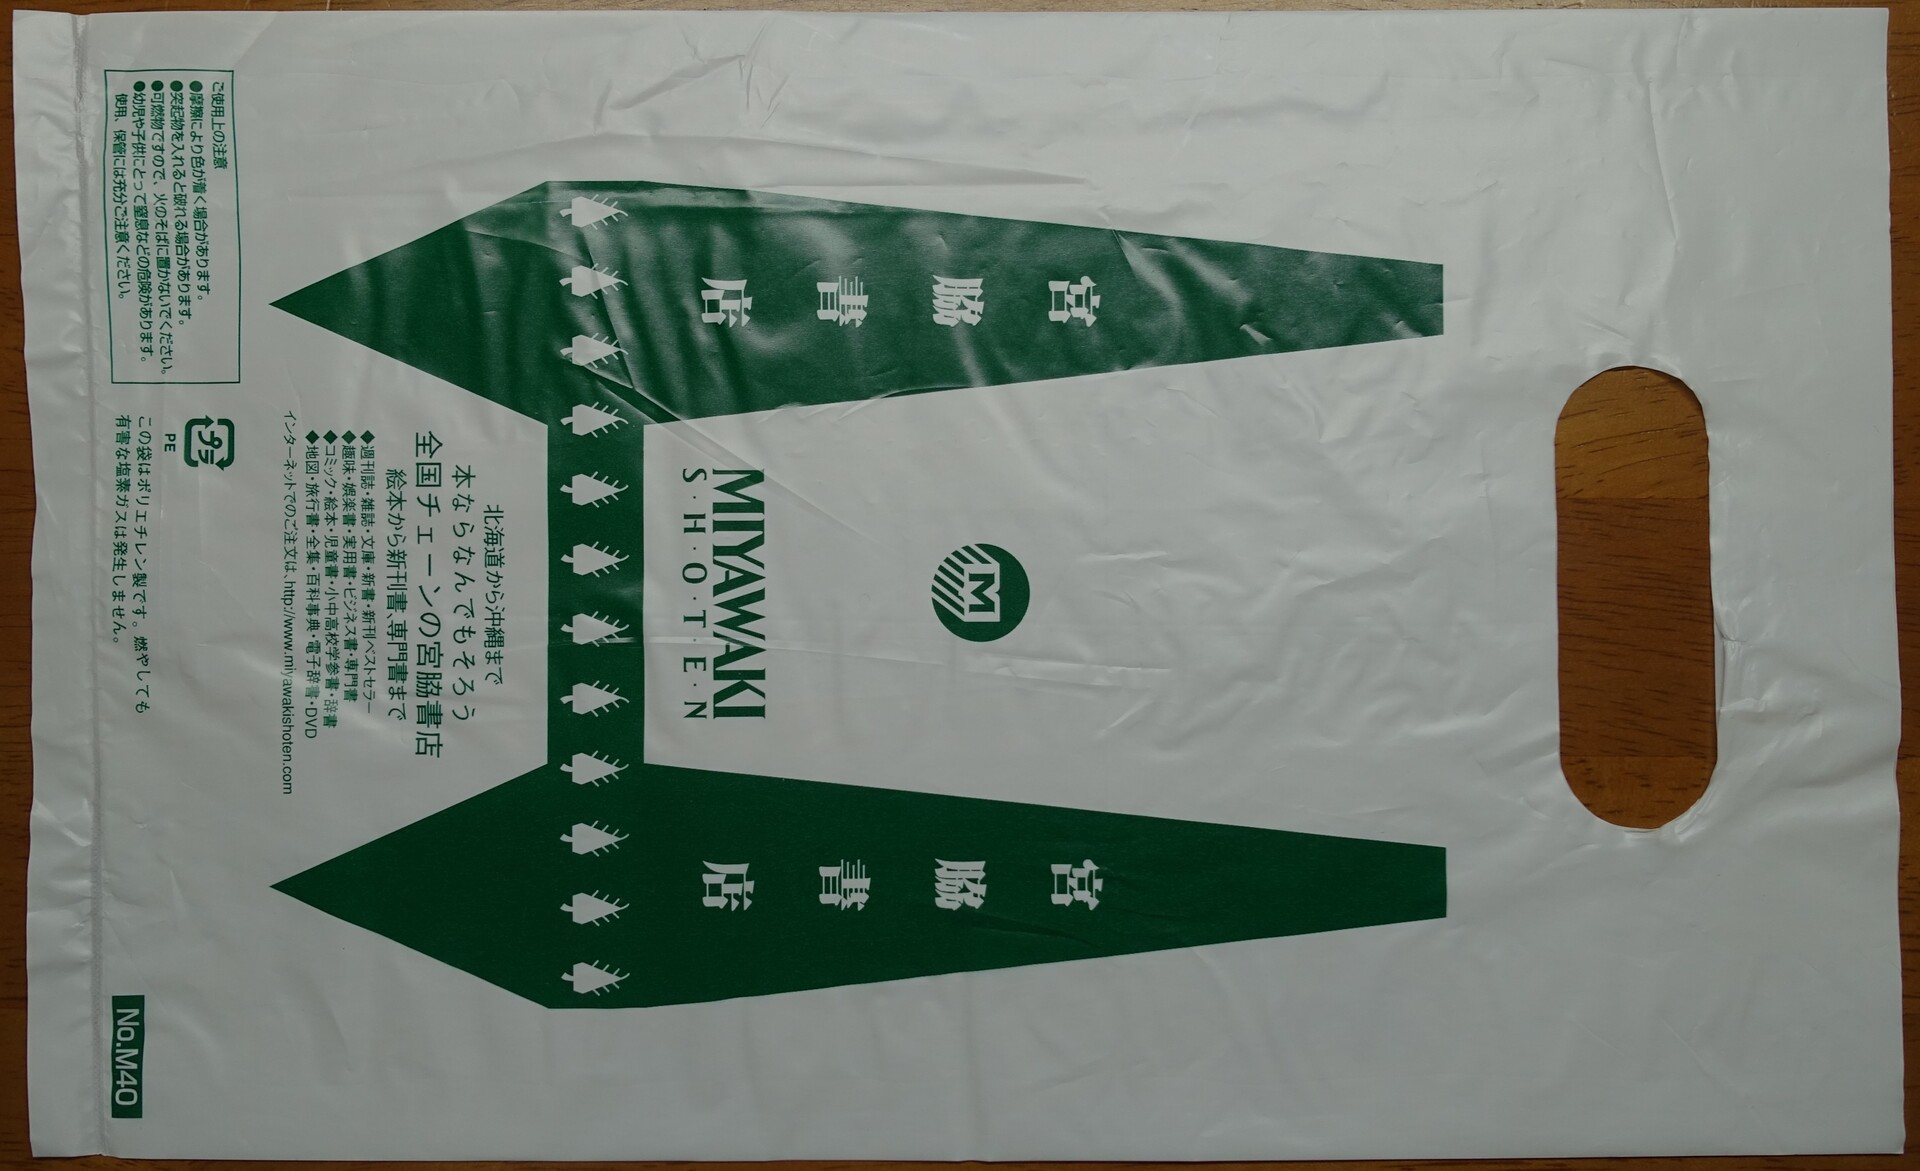 宮脇書店
宮脇書店
M
MIYAWAKI
S·H·O·T·E·N
北海道から沖縄まで
本ならなんでもそろう
全国チェーンの宮脇書店
絵本から新刊書、専門書まで
◆週刊誌・雑誌・文庫・新書・新刊ベストセラー
◆趣味・娯楽書・実用書・ビジネス書・専門書
◆コミック・絵本・児童書・小中高校学参書・辞書
◆地図・旅行書・全集・百科事典・電子辞書・DVD
インターネットでのご注文は、http://www.miyawakishoten.com
ご使用上の注意
●摩擦により色が着く場合があります。
●突起物を入れると破れる場合があります。
●可燃物ですので、火のそばに置かないでください。
●幼児や子供にとって窒息などの危険があります。
使用、保管には充分ご注意ください。
プラ
PE
この袋はポリエチレン製です。燃やしても
有害な塩素ガスは発生しません。
No.M40